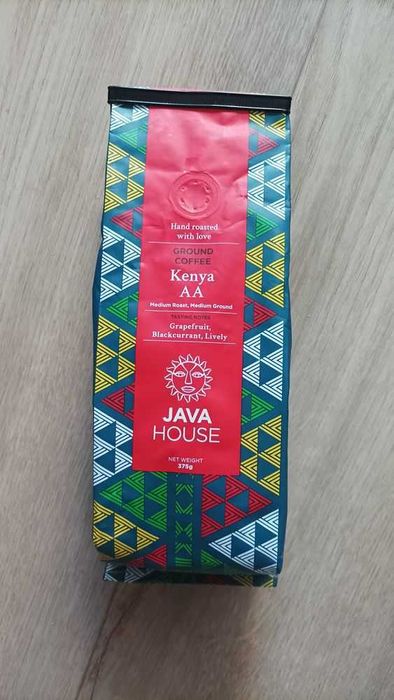 Hand roasted
with love
GROUND
COFFEE
Kenya
AA
Medium Roast, Medium Ground
TASTING NOTES
Grapefruit,
Blackcurrant, Lively
JAVA
HOUSE
NET WEIGHT
375g